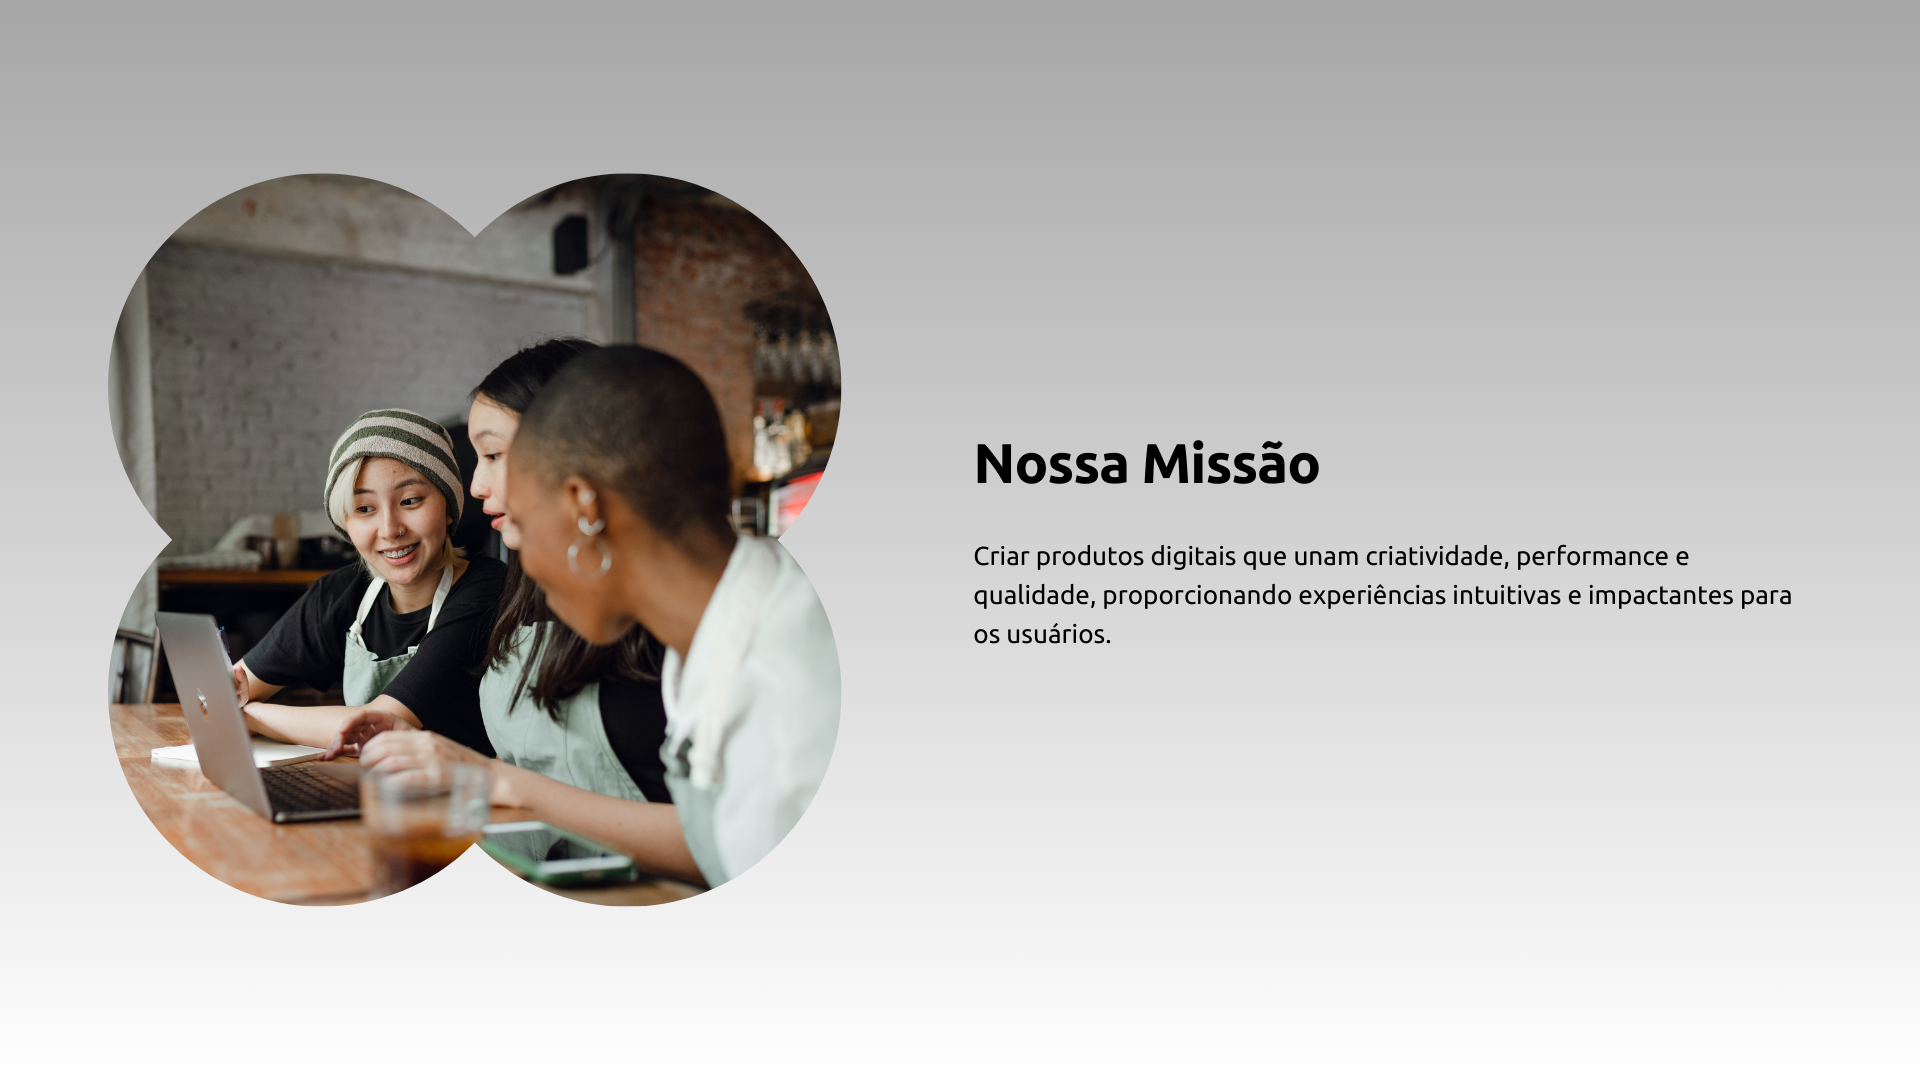 Nossa Missão
Criar produtos digitais que unam criatividade, performance e
qualidade, proporcionando experiências intuitivas e impactantes para
os usuários.